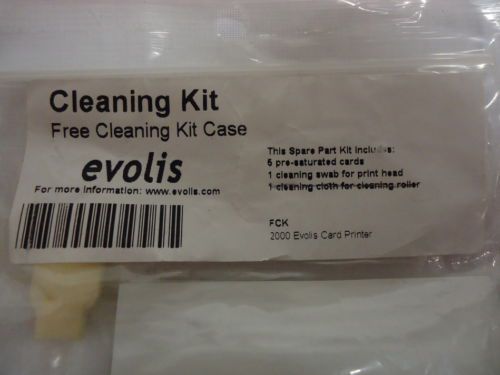 Cleaning Kit
Free Cleaning Kit Case
evolis
For more information: www.evolis.com
This Spare Part Kit includes:
5 pre-saturated cards
1 cleaning swab for print head
1 cleaning cloth for cleaning roller
FCK
2000 Evolis Card Printer